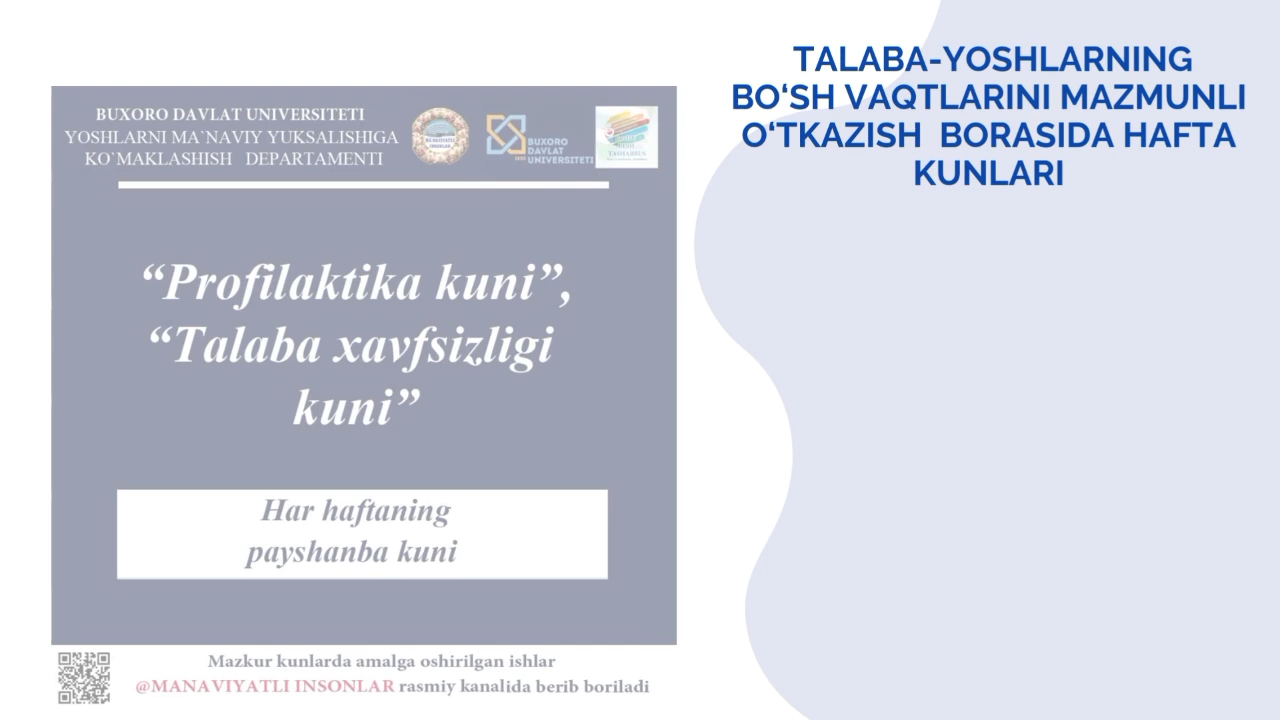 BUXORO DAVLAT UNIVERSITETI
YOSHLARNI MA`NAVIY YUKSALISHIGA
KO`MAKLASHISH DEPARTAMENTI
BUXORO
DAVLAT
UNIVERSITETI
“Profilaktika kuni”,
“Talaba xavfsizligi
kuni”
Har haftaning
payshanba kuni
Mazkur kunlarda amalga oshirilgan ishlar
@MANAVIYATLI INSONLAR rasmiy kanalida berib boriladi
TALABA-YOSHLARNING
BO‘SH VAQTLARINI MAZMUNLI
O‘TKAZISH BORASIDA HAFTA
KUNLARI